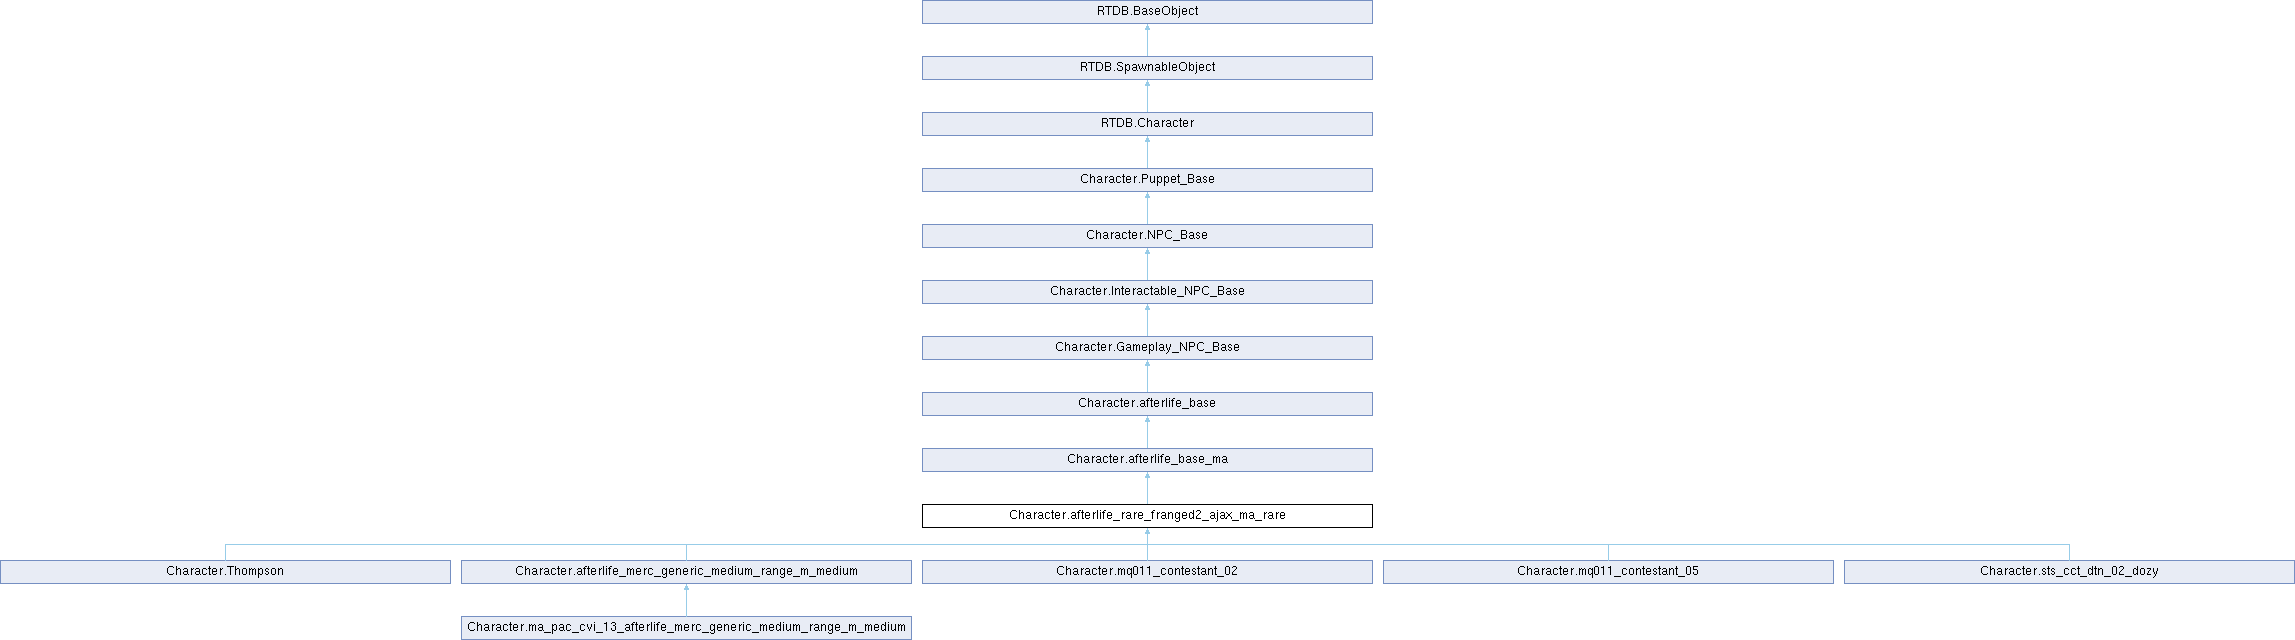 RTDB.BaseObject
RTDB.SpawnableObject
RTDB.Character
Character.Puppet_Base
Character.NPC_Base
Character.Interactable_NPC_Base
Character.Gameplay_NPC_Base
Character.afterlife_base
Character.afterlife_base_ma
Character.afterlife_rare_franged2_ajax_ma_rare
Character.Thompson
Character.afterlife_merc_generic_medium_range_m_medium
Character.mq011_contestant_02
Character.mq011_contestant_05
Character.sts_cct_dtn_02_dozy
Character.ma_pac_cvi_13_afterlife_merc_generic_medium_range_m_medium